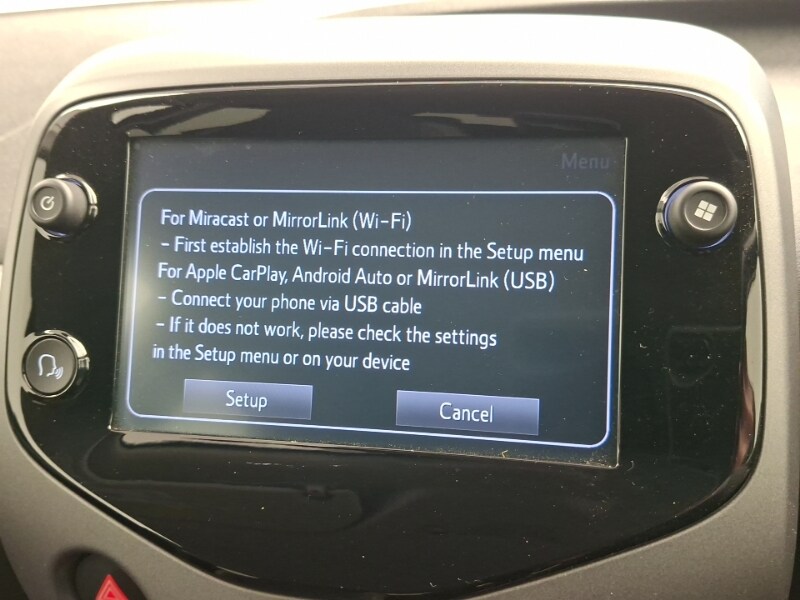 Menu
For Miracast or MirrorLink (Wi-Fi)
- First establish the Wi-Fi connection in the Setup menu
For Apple CarPlay, Android Auto or MirrorLink (USB)
- Connect your phone via USB cable
- If it does not work, please check the settings
in the Setup menu or on your device
Setup Cancel